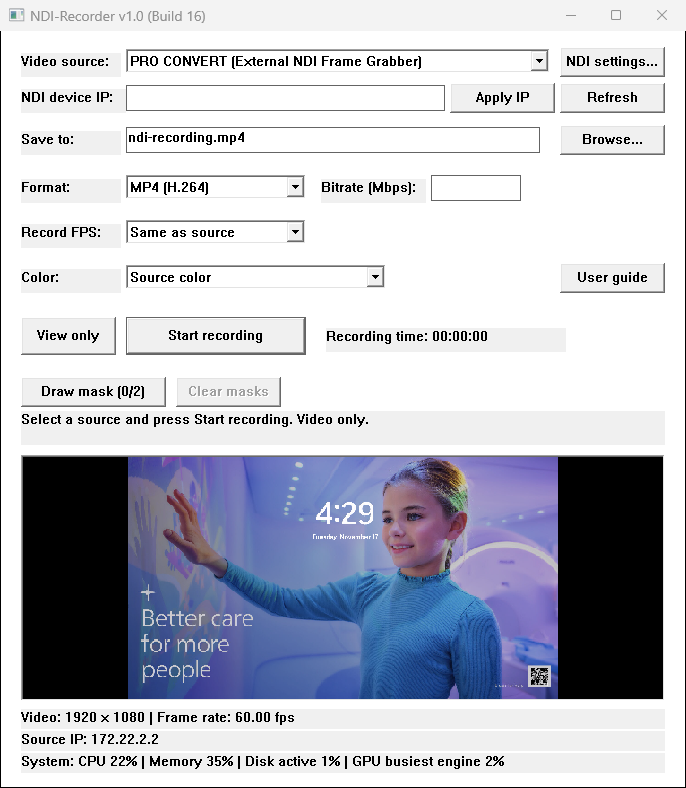 NDI-Recorder v1.0 (Build 16)
Video source: PRO CONVERT (External NDI Frame Grabber) NDI settings...
NDI device IP: Apply IP Refresh
Save to: ndi-recording.mp4 Browse...
Format: MP4 (H.264) Bitrate (Mbps):
Record FPS: Same as source
Color: Source color User guide
View only Start recording Recording time: 00:00:00
Draw mask (0/2) Clear masks
Select a source and press Start recording. Video only.
4:29
Tuesday, November 17
Better care
for more
people
Video: 1920 × 1080 | Frame rate: 60.00 fps
Source IP: 172.22.2.2
System: CPU 22% | Memory 35% | Disk active 1% | GPU busiest engine 2%